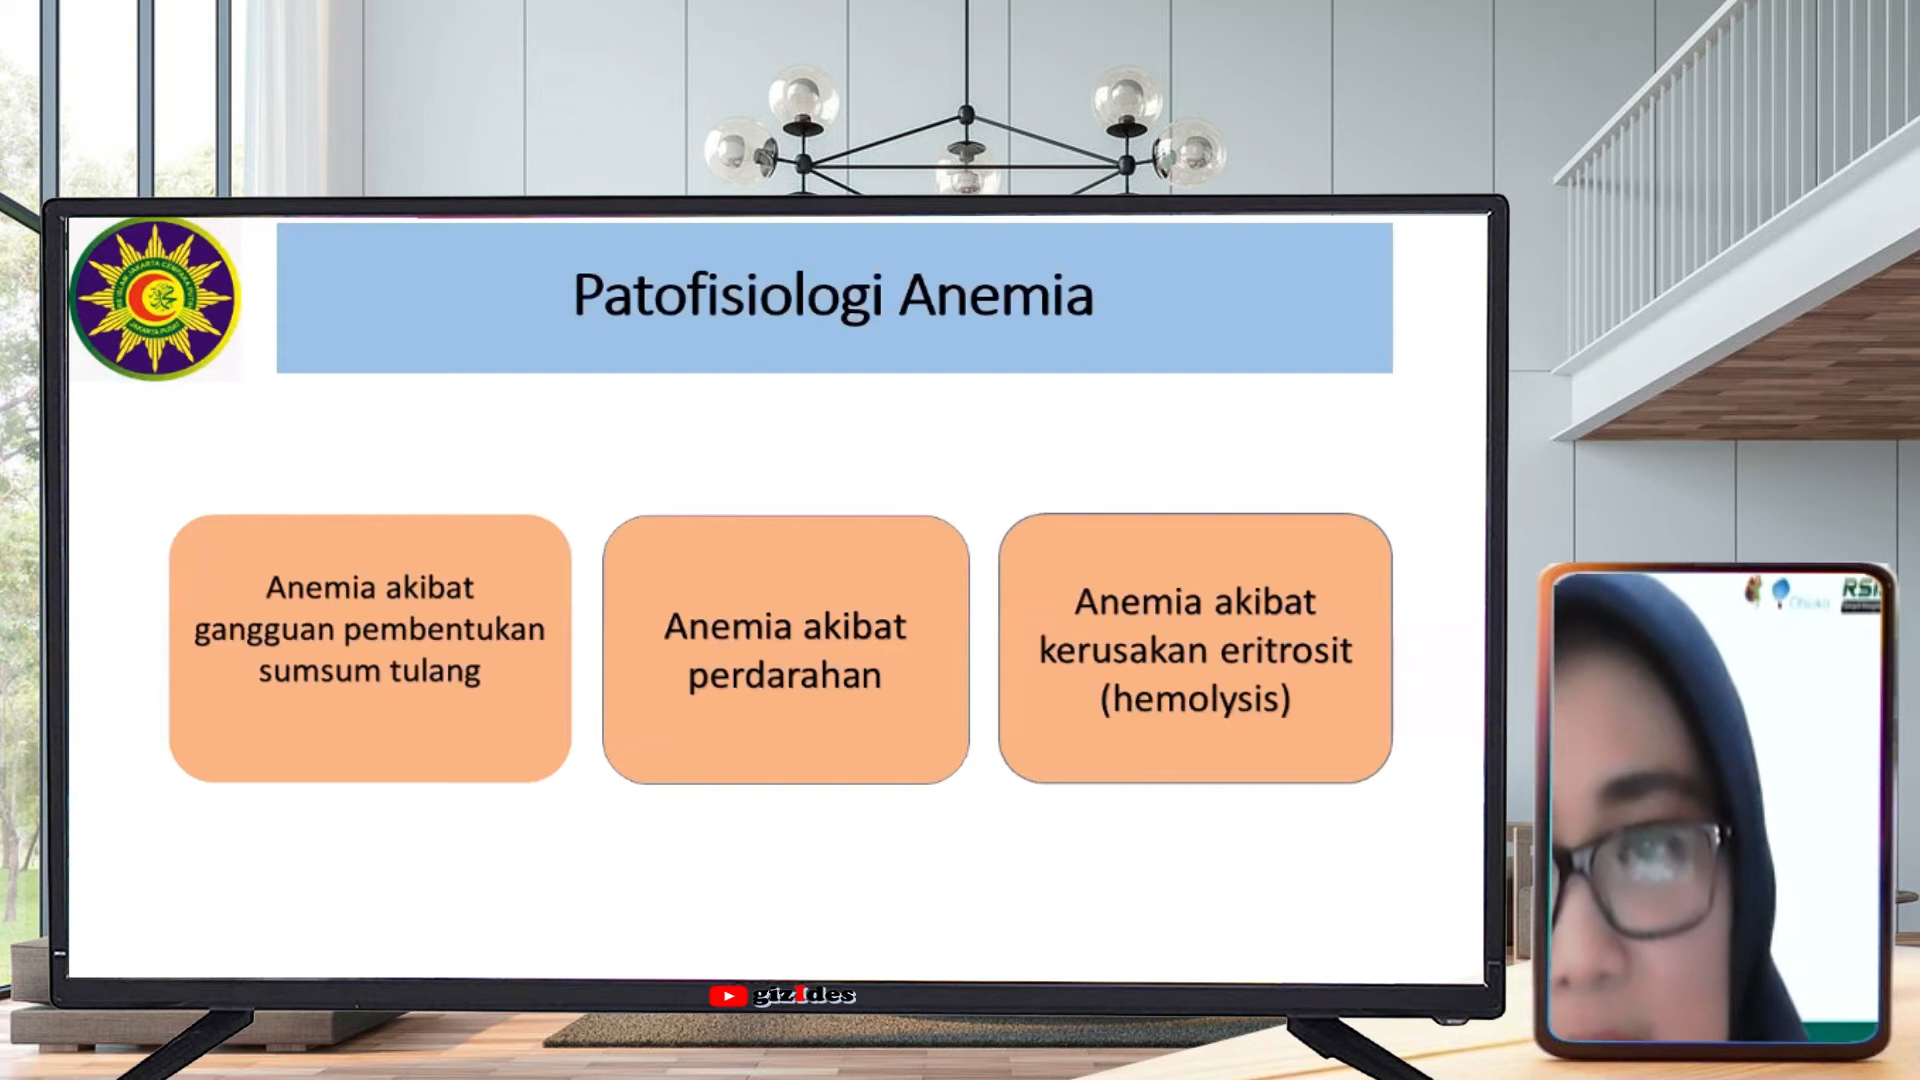 Patofisiologi Anemia
Anemia akibat
gangguan pembentukan
sumsum tulang
Anemia akibat
perdarahan
Anemia akibat
kerusakan eritrosit
(hemolysis)
gizIdes